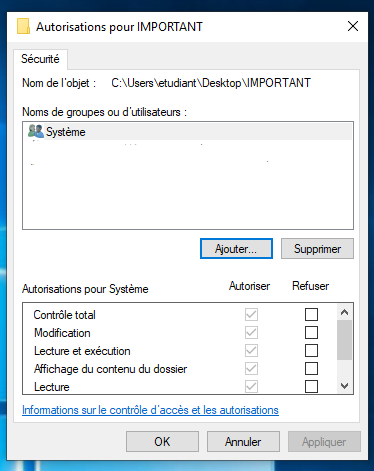 Autorisations pour IMPORTANT
Sécurité
Nom de l'objet : C:\Users\etudiant\Desktop\IMPORTANT
Noms de groupes ou d'utilisateurs :
Système
Ajouter... Supprimer
Autorisations pour Système Autoriser Refuser
Contrôle total
Modification
Lecture et exécution
Affichage du contenu du dossier
Lecture
Informations sur le contrôle d'accès et les autorisations
OK Annuler Appliquer